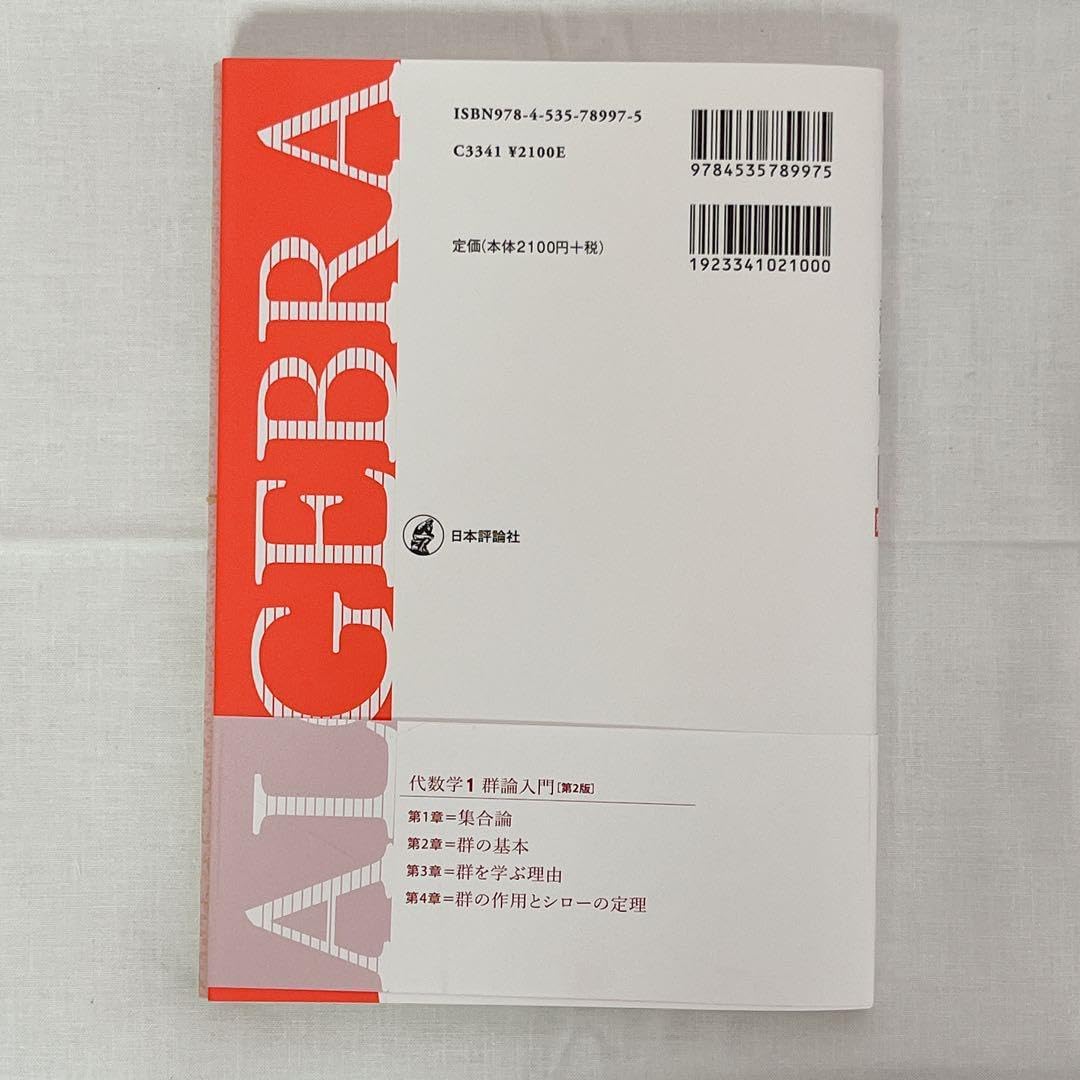 ALGEBRA
ISBN978-4-535-78997-5
C3341 ¥2100E
9784535789975
定価(本体2100円+税)
1923341021000
日本評論社
代数学1 群論入門[第2版]
第1章=集合論
第2章=群の基本
第3章=群を学ぶ理由
第4章=群の作用とシローの定理